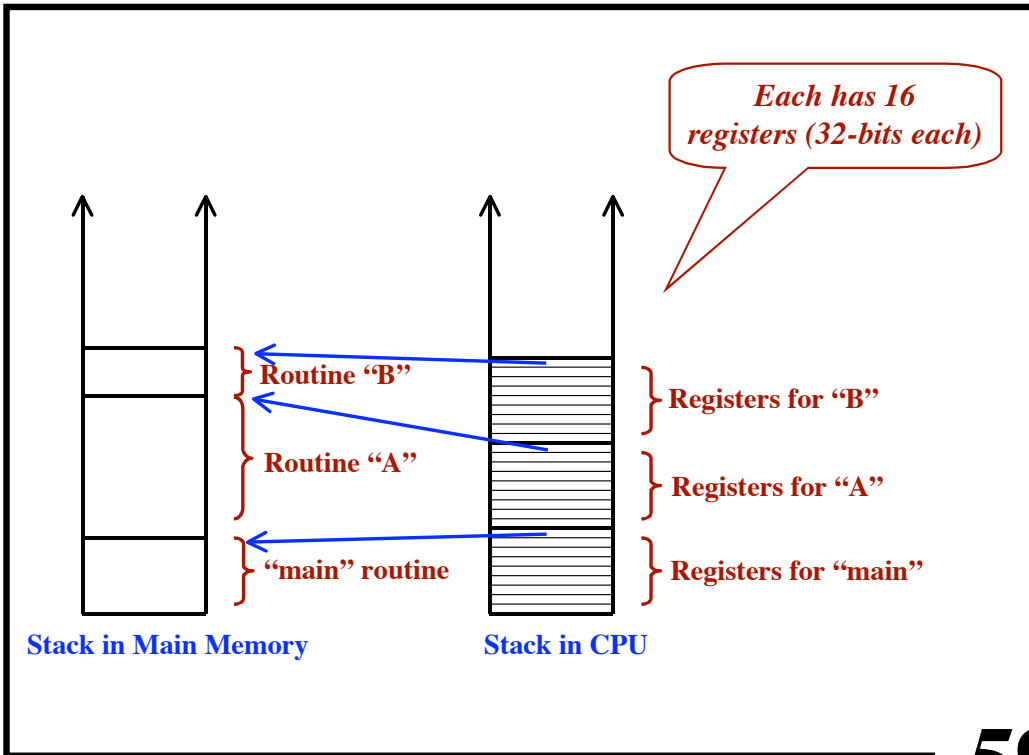 Each has 16
registers (32-bits each)
Routine “B”
Registers for “B”
Routine “A”
Registers for “A”
“main” routine
Registers for “main”
Stack in Main Memory
Stack in CPU